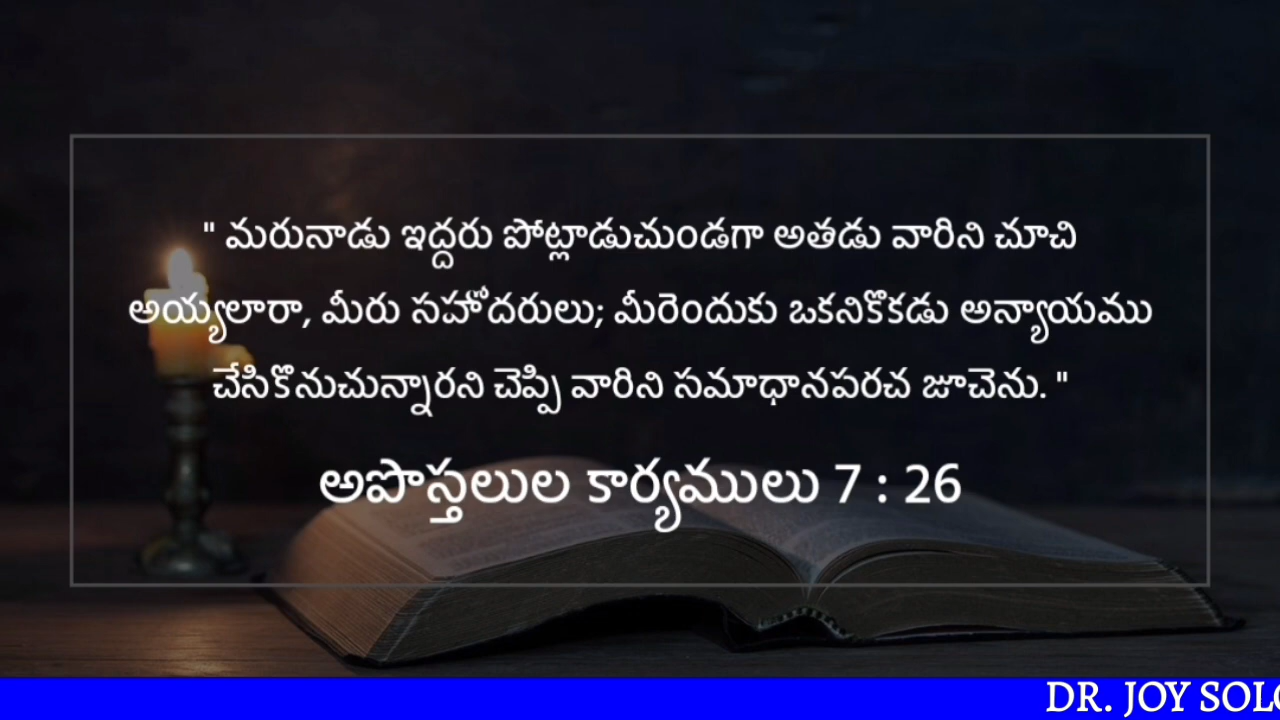 " మరునాడు ఇద్దరు పోట్లాడుచుండగా అతడు వారిని చూచి
అయ్యలారా, మీరు సహోదరులు; మీరెందుకు ఒకనికొకడు అన్యాయము
చేసికొనుచున్నారని చెప్పి వారిని సమాధానపరచ జూచెను. "
అపొస్తలుల కార్యములు 7 : 26
DR. JOY